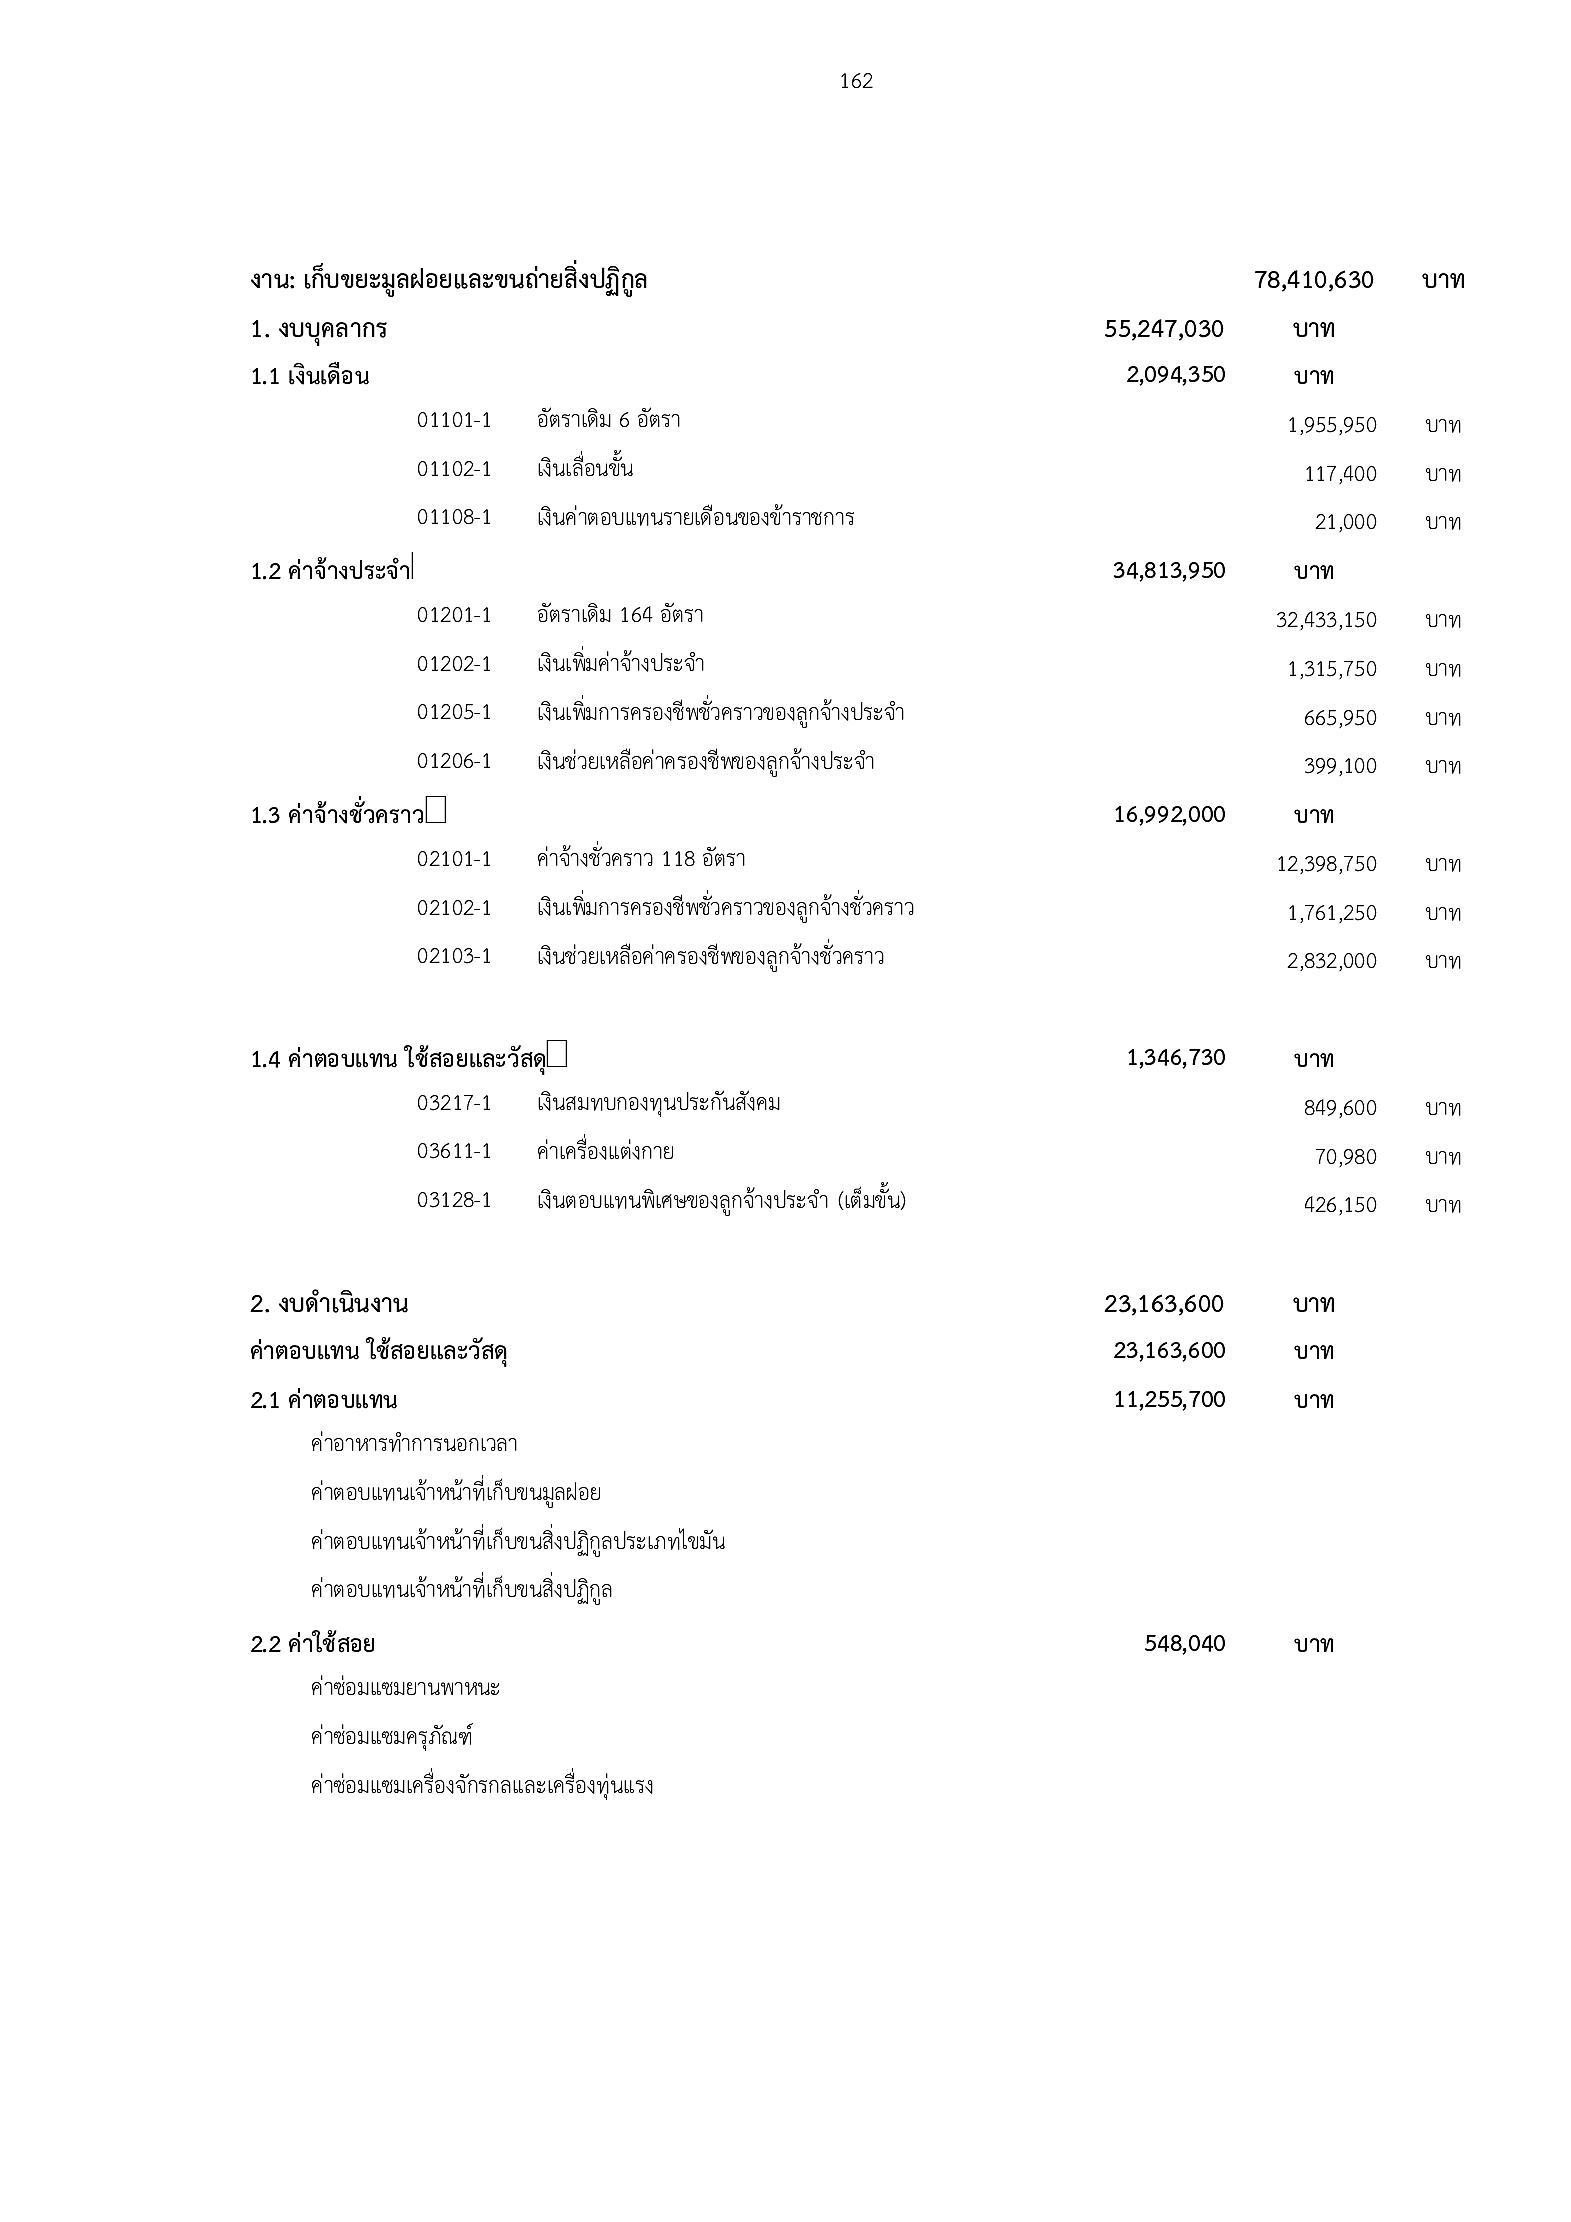 162
งาน: เก็บขยะมูลฝอยและขนถ่ายสิ่งปฏิกูล 78,410,630 บาท
1. งบบุคลากร 55,247,030 บาท
1.1 เงินเดือน 2,094,350 บาท
01101-1 อัตราเดิม 6 อัตรา 1,955,950 บาท
01102-1 เงินเลื่อนขั้น 117,400 บาท
01108-1 เงินค่าตอบแทนรายเดือนของข้าราชการ 21,000 บาท
1.2 ค่าจ้างประจำ 34,813,950 บาท
01201-1 อัตราเดิม 164 อัตรา 32,433,150 บาท
01202-1 เงินเพิ่มค่าจ้างประจำ 1,315,750 บาท
01205-1 เงินเพิ่มการครองชีพชั่วคราวของลูกจ้างประจำ 665,950 บาท
01206-1 เงินช่วยเหลือค่าครองชีพของลูกจ้างประจำ 399,100 บาท
1.3 ค่าจ้างชั่วคราว 16,992,000 บาท
02101-1 ค่าจ้างชั่วคราว 118 อัตรา 12,398,750 บาท
02102-1 เงินเพิ่มการครองชีพชั่วคราวของลูกจ้างชั่วคราว 1,761,250 บาท
02103-1 เงินช่วยเหลือค่าครองชีพของลูกจ้างชั่วคราว 2,832,000 บาท
1.4 ค่าตอบแทน ใช้สอยและวัสดุ 1,346,730 บาท
03217-1 เงินสมทบกองทุนประกันสังคม 849,600 บาท
03611-1 ค่าเครื่องแต่งกาย 70,980 บาท
03128-1 เงินตอบแทนพิเศษของลูกจ้างประจำ (เต็มขั้น) 426,150 บาท
2. งบดำเนินงาน 23,163,600 บาท
ค่าตอบแทน ใช้สอยและวัสดุ 23,163,600 บาท
2.1 ค่าตอบแทน 11,255,700 บาท
ค่าอาหารทำการนอกเวลา
ค่าตอบแทนเจ้าหน้าที่เก็บขนมูลฝอย
ค่าตอบแทนเจ้าหน้าที่เก็บขนสิ่งปฏิกูลประเภทไขมัน
ค่าตอบแทนเจ้าหน้าที่เก็บขนสิ่งปฏิกูล
2.2 ค่าใช้สอย 548,040 บาท
ค่าซ่อมแซมยานพาหนะ
ค่าซ่อมแซมครุภัณฑ์
ค่าซ่อมแซมเครื่องจักรกลและเครื่องทุ่นแรง